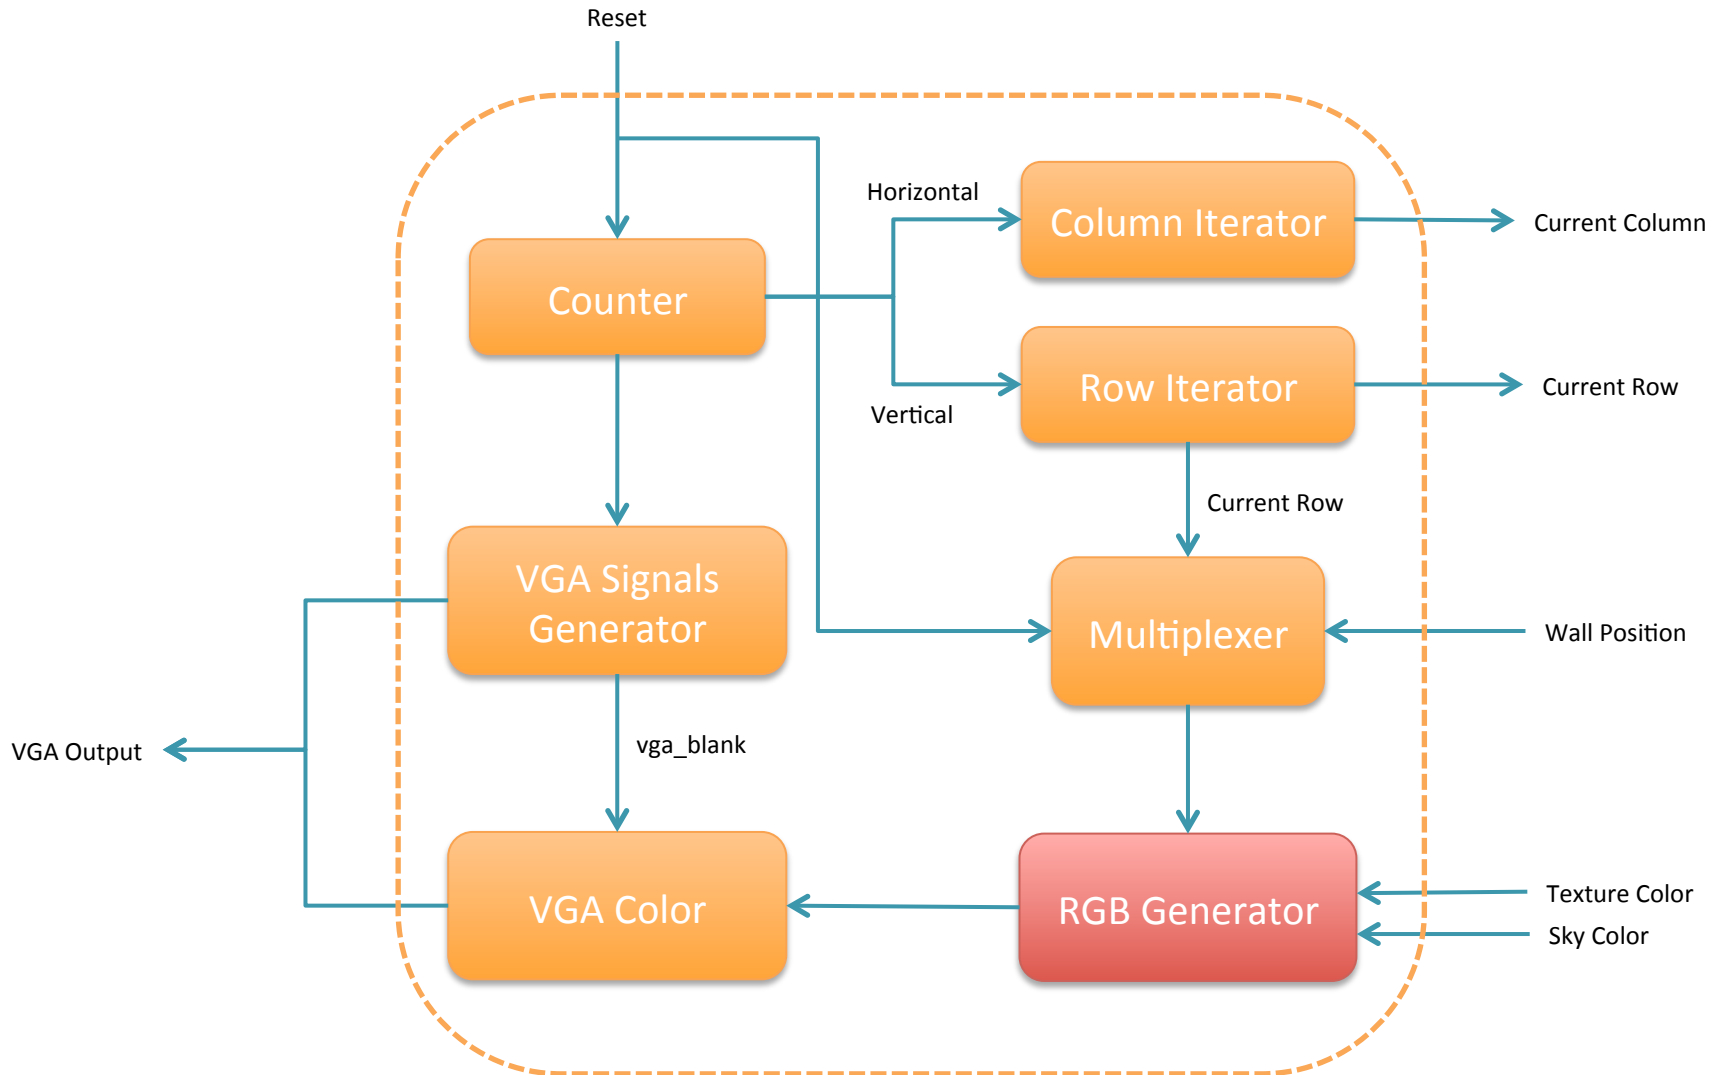 Reset
Horizontal
Column Iterator
Current Column
Counter
Row Iterator
Current Row
Vertical
Current Row
VGA Signals
Generator
Multiplexer
Wall Position
vga_blank
VGA Output
VGA Color
RGB Generator
Texture Color
Sky Color